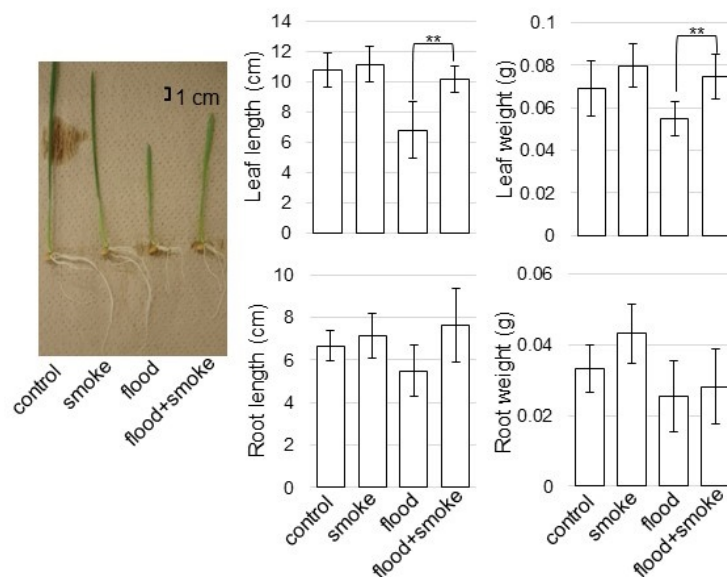 1 cm
control
smoke
flood
flood+smoke
Leaf length (cm)
14
12
10
8
6
4
2
0
**
Leaf weight (g)
0.1
0.08
0.06
0.04
0.02
0
**
Root length (cm)
10
8
6
4
2
0
control
smoke
flood
flood+smoke
Root weight (g)
0.06
0.04
0.02
0
control
smoke
flood
flood+smoke